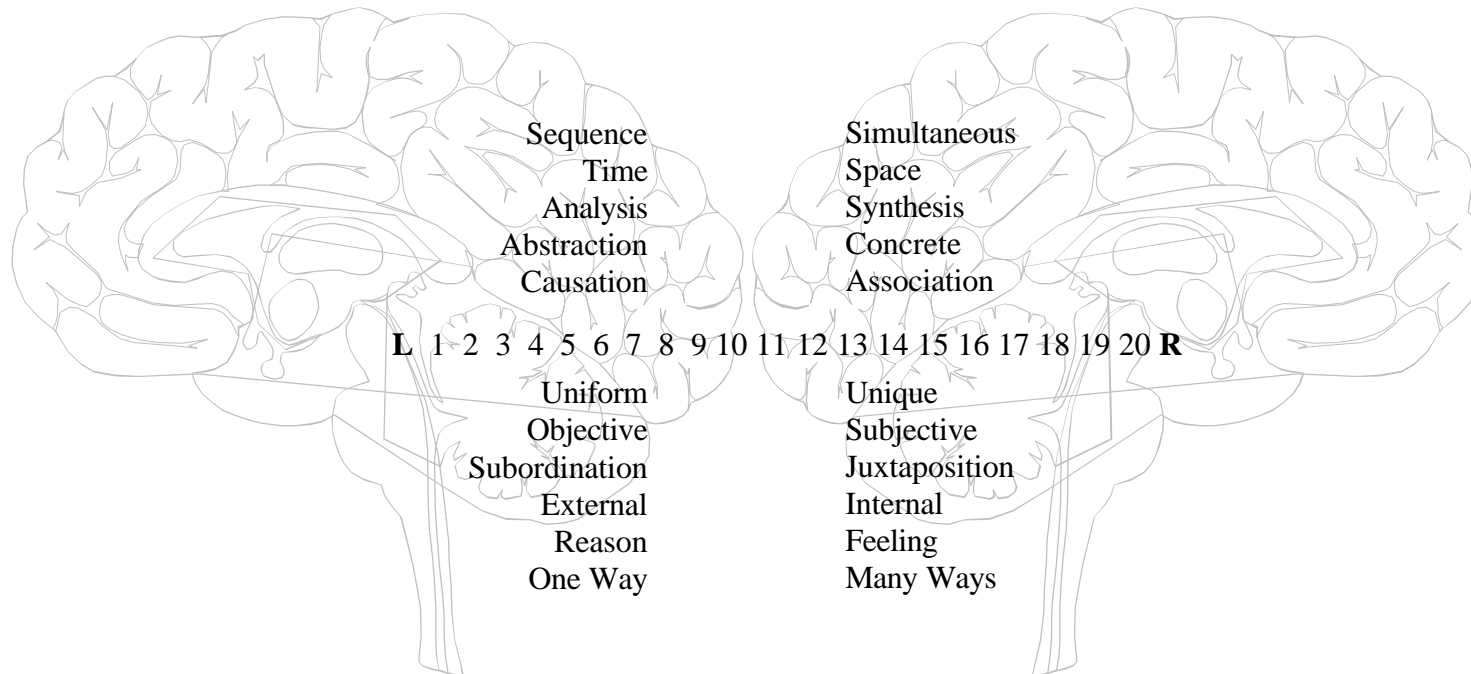 Sequence Simultaneous
Time Space
Analysis Synthesis
Abstraction Concrete
Causation Association
L 1 2 3 4 5 6 7 8 9 10 11 12 13 14 15 16 17 18 19 20 R
Uniform Unique
Objective Subjective
Subordination Juxtaposition
External Internal
Reason Feeling
One Way Many Ways